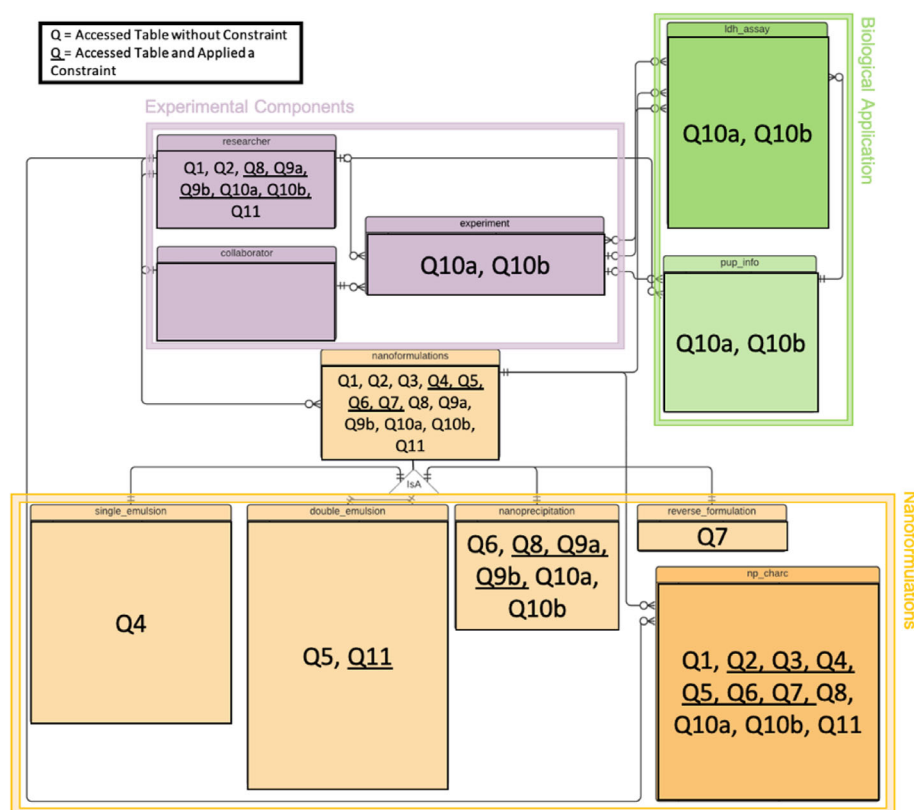 Q = Accessed Table without Constraint
Q = Accessed Table and Applied a
Constraint
Experimental Components
researcher
Q1, Q2, Q8, Q9a,
Q9b, Q10a, Q10b,
Q11
collaborator
experiment
Q10a, Q10b
Biological Application
ldh_assay
Q10a, Q10b
pup_info
Q10a, Q10b
nanoformulations
Q1, Q2, Q3, Q4, Q5,
Q6, Q7, Q8, Q9a,
Q9b, Q10a, Q10b,
Q11
IsA
Nanoformulations
single_emulsion
Q4
double_emulsion
Q5, Q11
nanoprecipitation
Q6, Q8, Q9a,
Q9b, Q10a,
Q10b
reverse_formulation
Q7
np_charc
Q1, Q2, Q3, Q4,
Q5, Q6, Q7, Q8,
Q10a, Q10b, Q11